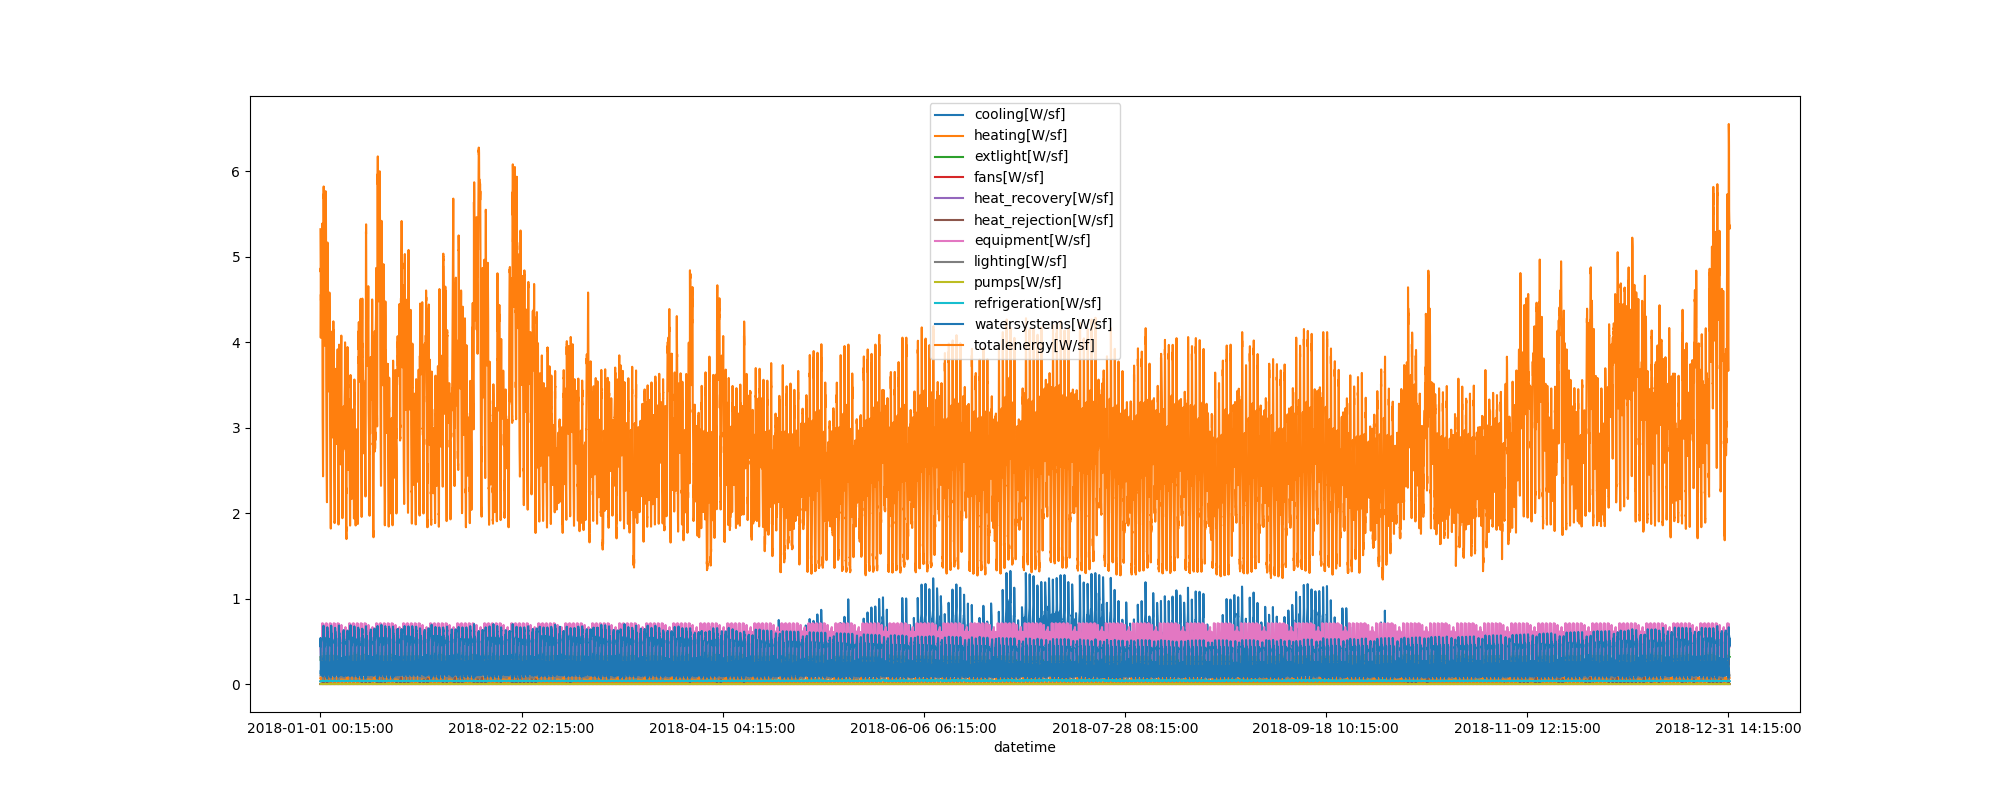 cooling[W/sf]
heating[W/sf]
extlight[W/sf]
fans[W/sf]
heat_recovery[W/sf]
heat_rejection[W/sf]
equipment[W/sf]
lighting[W/sf]
pumps[W/sf]
refrigeration[W/sf]
watersystems[W/sf]
totalenergy[W/sf]
6
5
4
3
2
1
0
2018-01-01 00:15:00 2018-02-22 02:15:00 2018-04-15 04:15:00 2018-06-06 06:15:00 2018-07-28 08:15:00 2018-09-18 10:15:00 2018-11-09 12:15:00 2018-12-31 14:15:00
datetime